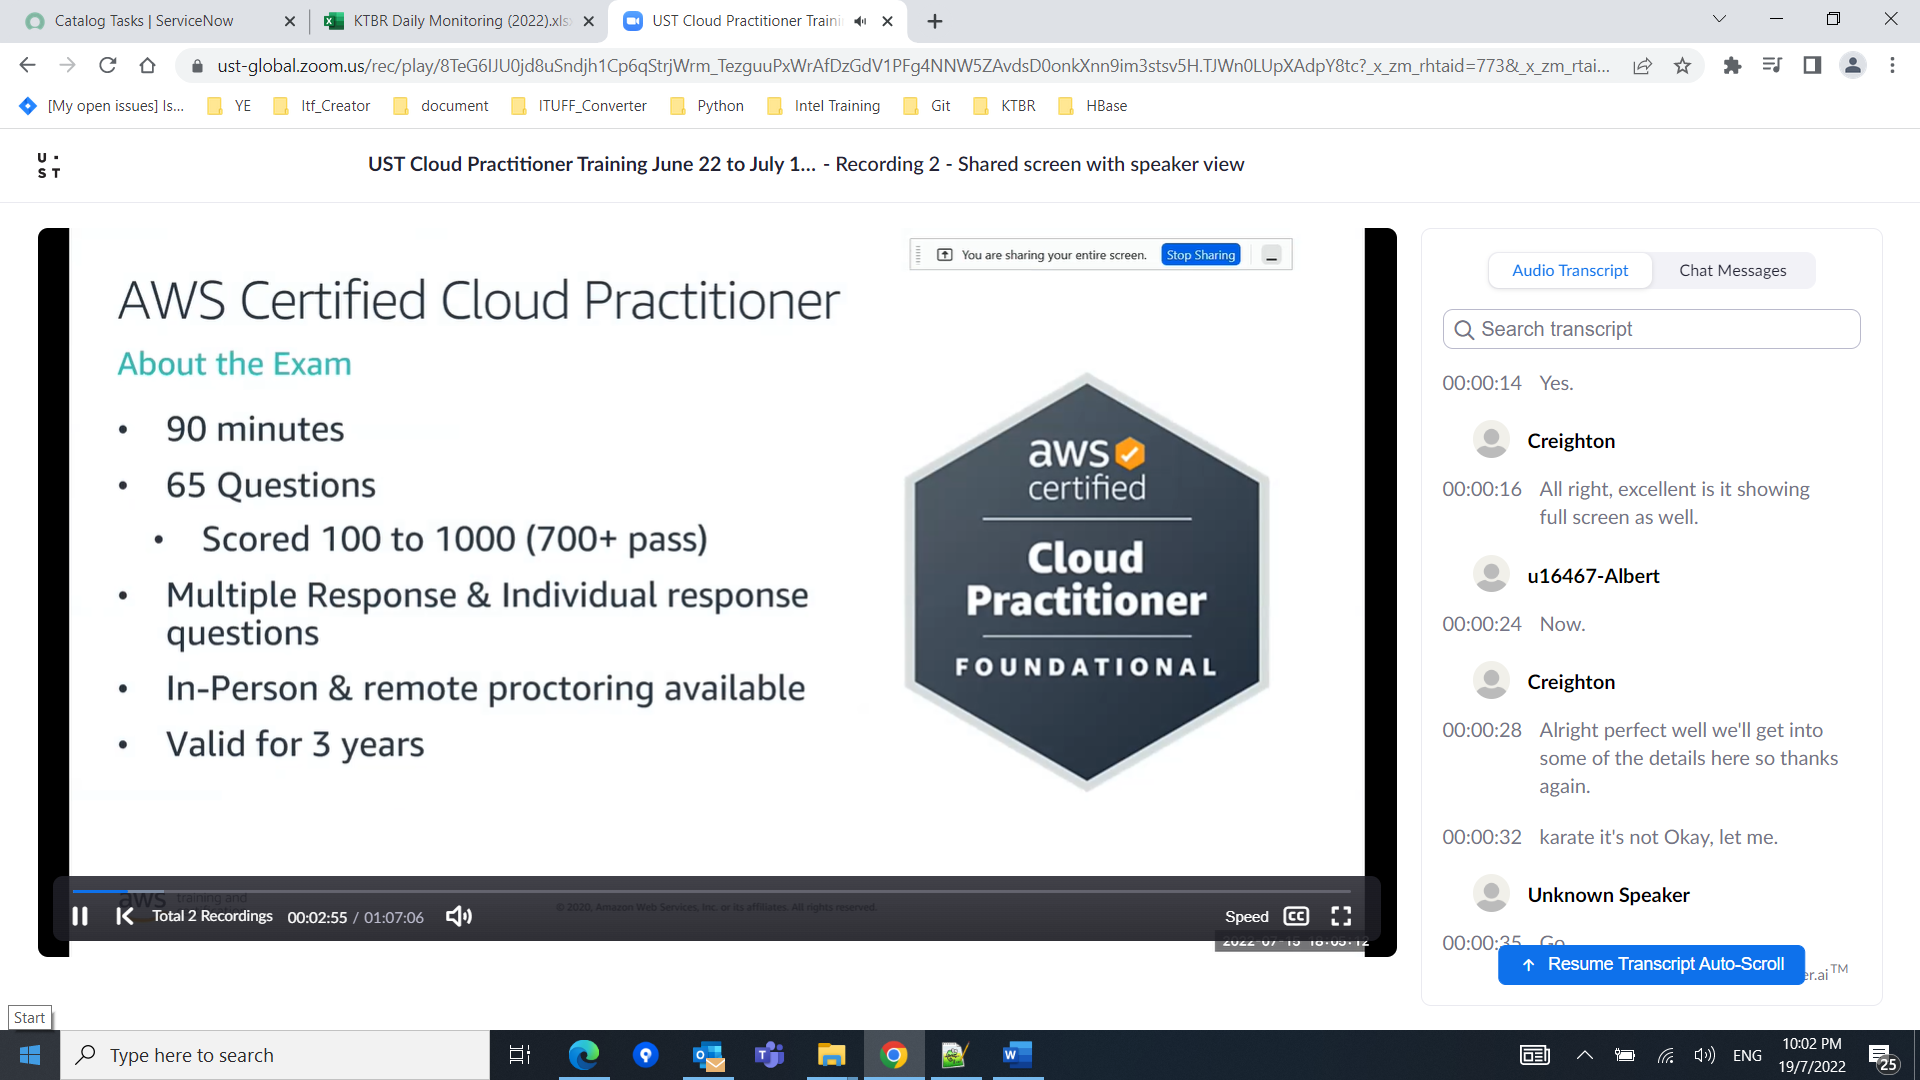 Catalog Tasks | ServiceNow
KTBR Daily Monitoring (2022).xls
UST Cloud Practitioner Traini
ust-global.zoom.us/rec/play/8TeG6IJU0jd8uSndjh1Cp6qStrjWrm_TezguuPxWrAfDzGdV1PFg4NNW5ZAvdsD0onkXnn9im3stsv5H.TJWn0LUpXAdpY8tc?_x_zm_rhtaid=773&_x_zm_rtai...
[My open issues] Is...
YE
Itf_Creator
document
ITUFF_Converter
Python
Intel Training
Git
KTBR
HBase
U·
ST
UST Cloud Practitioner Training June 22 to July 1... - Recording 2 - Shared screen with speaker view
You are sharing your entire screen. Stop Sharing
AWS Certified Cloud Practitioner
About the Exam
• 90 minutes
• 65 Questions
• Scored 100 to 1000 (700+ pass)
• Multiple Response & Individual response
questions
• In-Person & remote proctoring available
• Valid for 3 years
aws
certified
Cloud
Practitioner
FOUNDATIONAL
aws training and
© 2020, Amazon Web Services, Inc. or its affiliates. All rights reserved.
Total 2 Recordings 00:02:55 / 01:07:06
Speed CC
2022-07-15 18:05:12
Audio Transcript
Chat Messages
Search transcript
00:00:14 Yes.
Creighton
00:00:16 All right, excellent is it showing
full screen as well.
u16467-Albert
00:00:24 Now.
Creighton
00:00:28 Alright perfect well we'll get into
some of the details here so thanks
again.
00:00:32 karate it's not Okay, let me.
Unknown Speaker
00:00:35 Go
Resume Transcript Auto-Scroll
er.ai™
Start
Type here to search
ENG
10:02 PM
19/7/2022
25